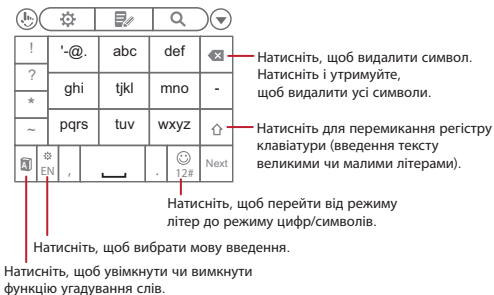 ! '-@. abc def
? ghi tjkl mno -
*
~ pqrs tuv wxyz
EN , . 12# Next
Натисніть, щоб видалити символ.
Натисніть і утримуйте,
щоб видалити усі символи.
Натисніть для перемикання регістру
клавіатури (введення тексту
великими чи малими літерами).
Натисніть, щоб перейти від режиму
літер до режиму цифр/символів.
Натисніть, щоб вибрати мову введення.
Натисніть, щоб увімкнути чи вимкнути
функцію угадування слів.